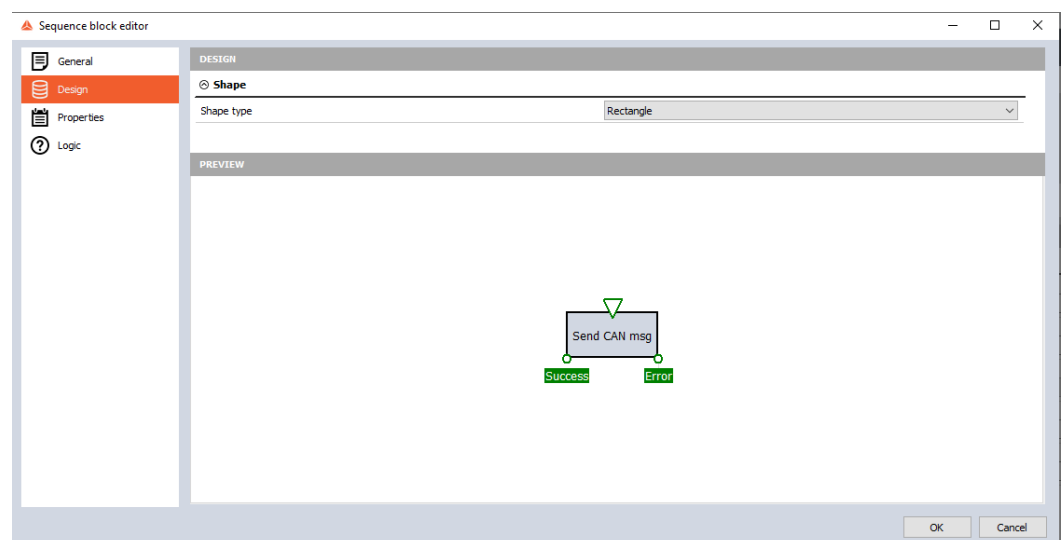 Sequence block editor
General
Design
Properties
Logic
DESIGN
Shape
Shape type Rectangle
PREVIEW
Send CAN msg
Success Error
OK Cancel